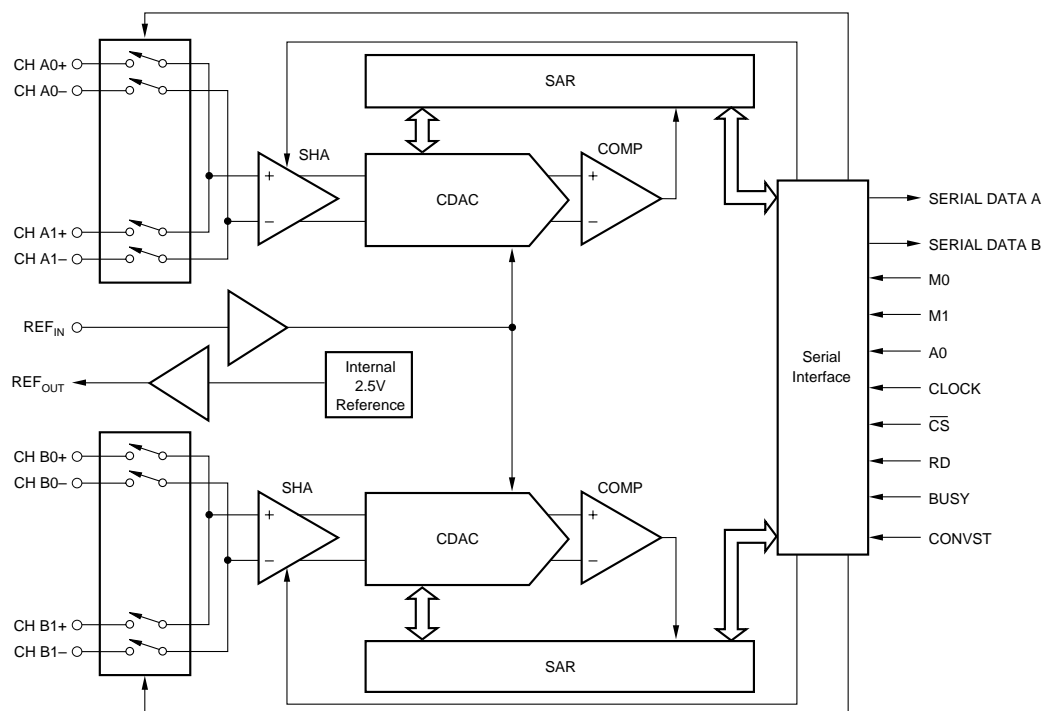 CH A0+
CH A0–
SAR
SHA
COMP
+
–
CDAC
+
–
CH A1+
CH A1–
SERIAL DATA A
SERIAL DATA B
M0
M1
A0
CLOCK
CS
RD
BUSY
CONVST
Serial
Interface
REFIN
REFOUT
Internal
2.5V
Reference
CH B0+
CH B0–
SHA
COMP
+
–
CDAC
+
–
CH B1+
CH B1–
SAR